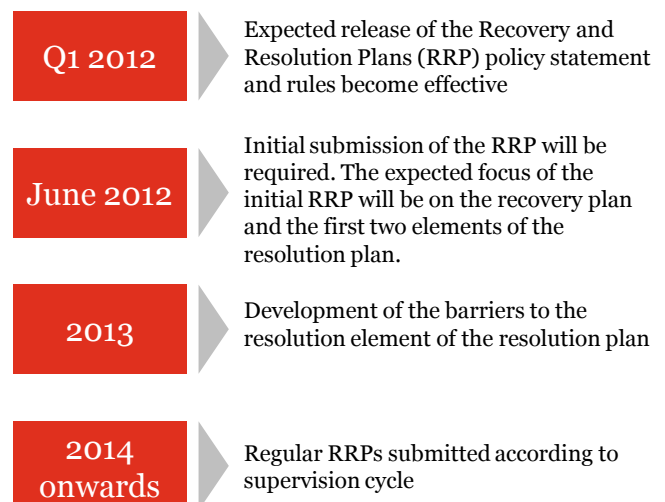 Q1 2012
Expected release of the Recovery and
Resolution Plans (RRP) policy statement
and rules become effective
June 2012
Initial submission of the RRP will be
required. The expected focus of the
initial RRP will be on the recovery plan
and the first two elements of the
resolution plan.
2013
Development of the barriers to the
resolution element of the resolution plan
2014
onwards
Regular RRPs submitted according to
supervision cycle